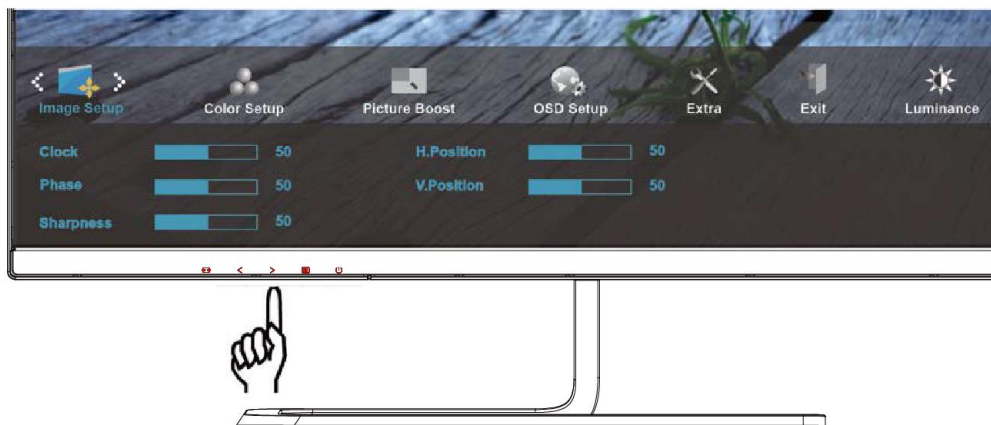 Image Setup Color Setup Picture Boost OSD Setup Extra Exit Luminance
Clock 50 H.Position 50
Phase 50 V.Position 50
Sharpness 50